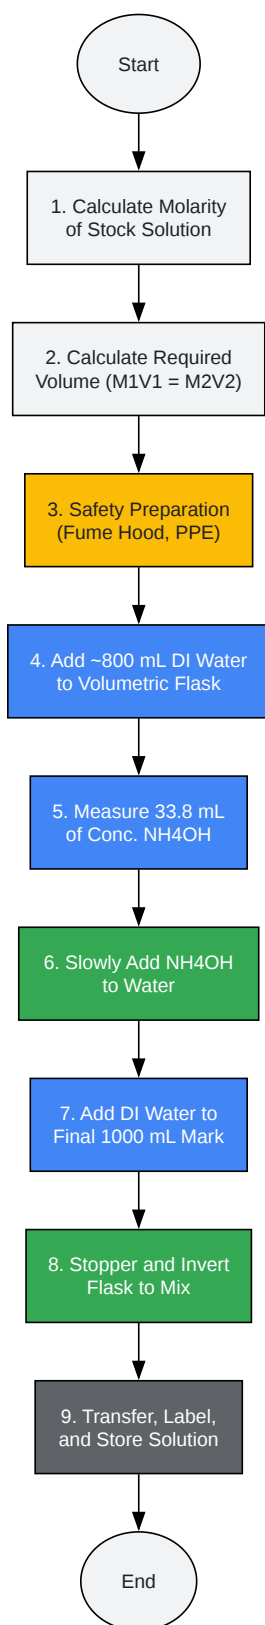 Start
1. Calculate Molarity
of Stock Solution
2. Calculate Required
Volume (M1V1 = M2V2)
3. Safety Preparation
(Fume Hood, PPE)
4. Add ~800 mL DI Water
to Volumetric Flask
5. Measure 33.8 mL
of Conc. NH4OH
6. Slowly Add NH4OH
to Water
7. Add DI Water to
Final 1000 mL Mark
8. Stopper and Invert
Flask to Mix
9. Transfer, Label,
and Store Solution
End